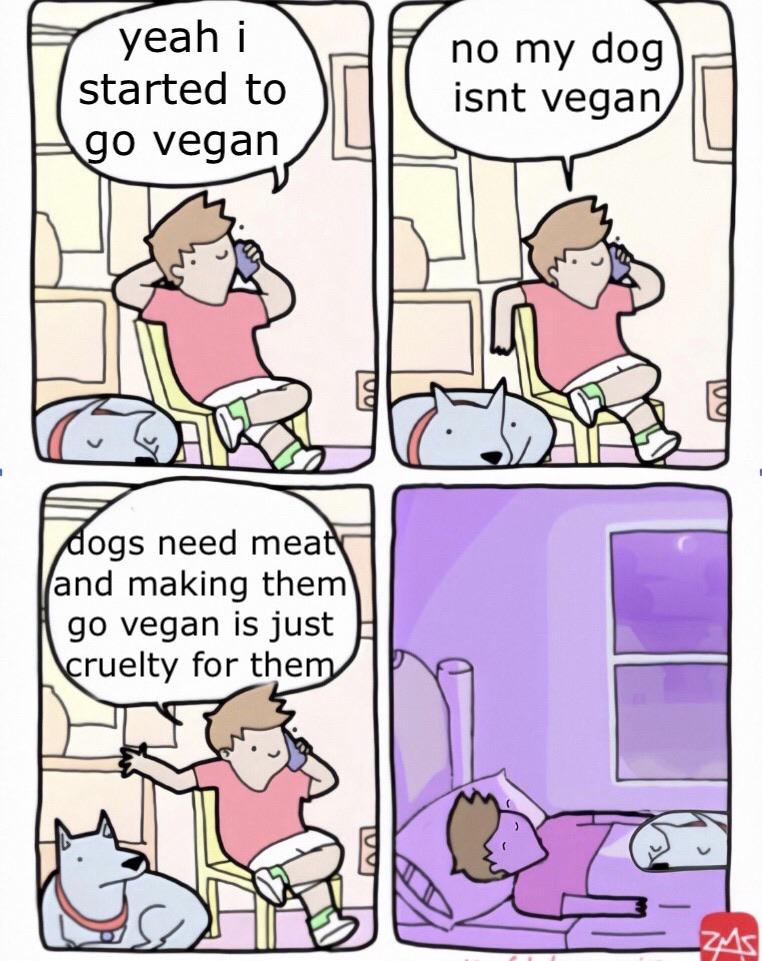 yeah i
started to
go vegan
no my dog
isnt vegan
dogs need meat
and making them
go vegan is just
cruelty for them
ZMS